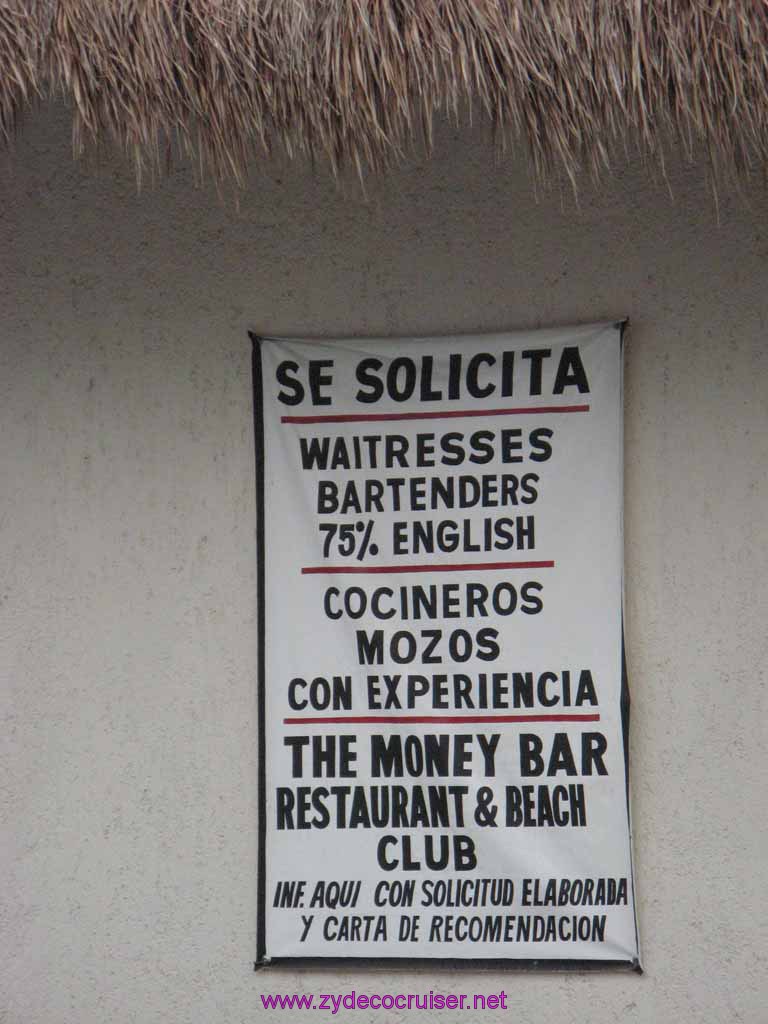 SE SOLICITA
WAITRESSES
BARTENDERS
75% ENGLISH
COCINEROS
MOZOS
CON EXPERIENCIA
THE MONEY BAR
RESTAURANT & BEACH
CLUB
INF. AQUI CON SOLICITUD ELABORADA
Y CARTA DE RECOMENDACION
www.zydecocruiser.net